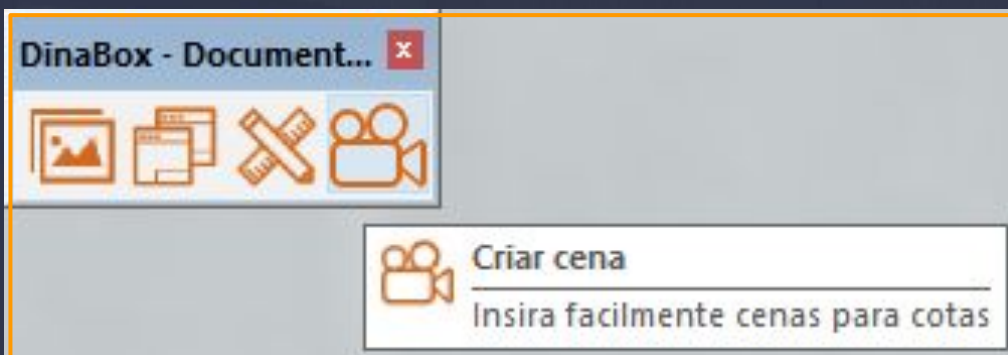 DinaBox - Document...
Criar cena
Insira facilmente cenas para cotas